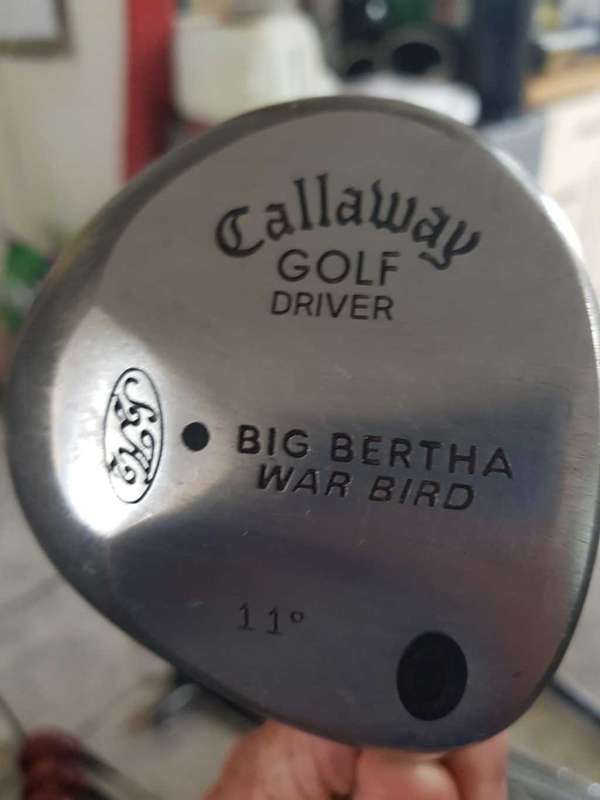 Callaway
GOLF
DRIVER
BIG BERTHA
WAR BIRD
11°